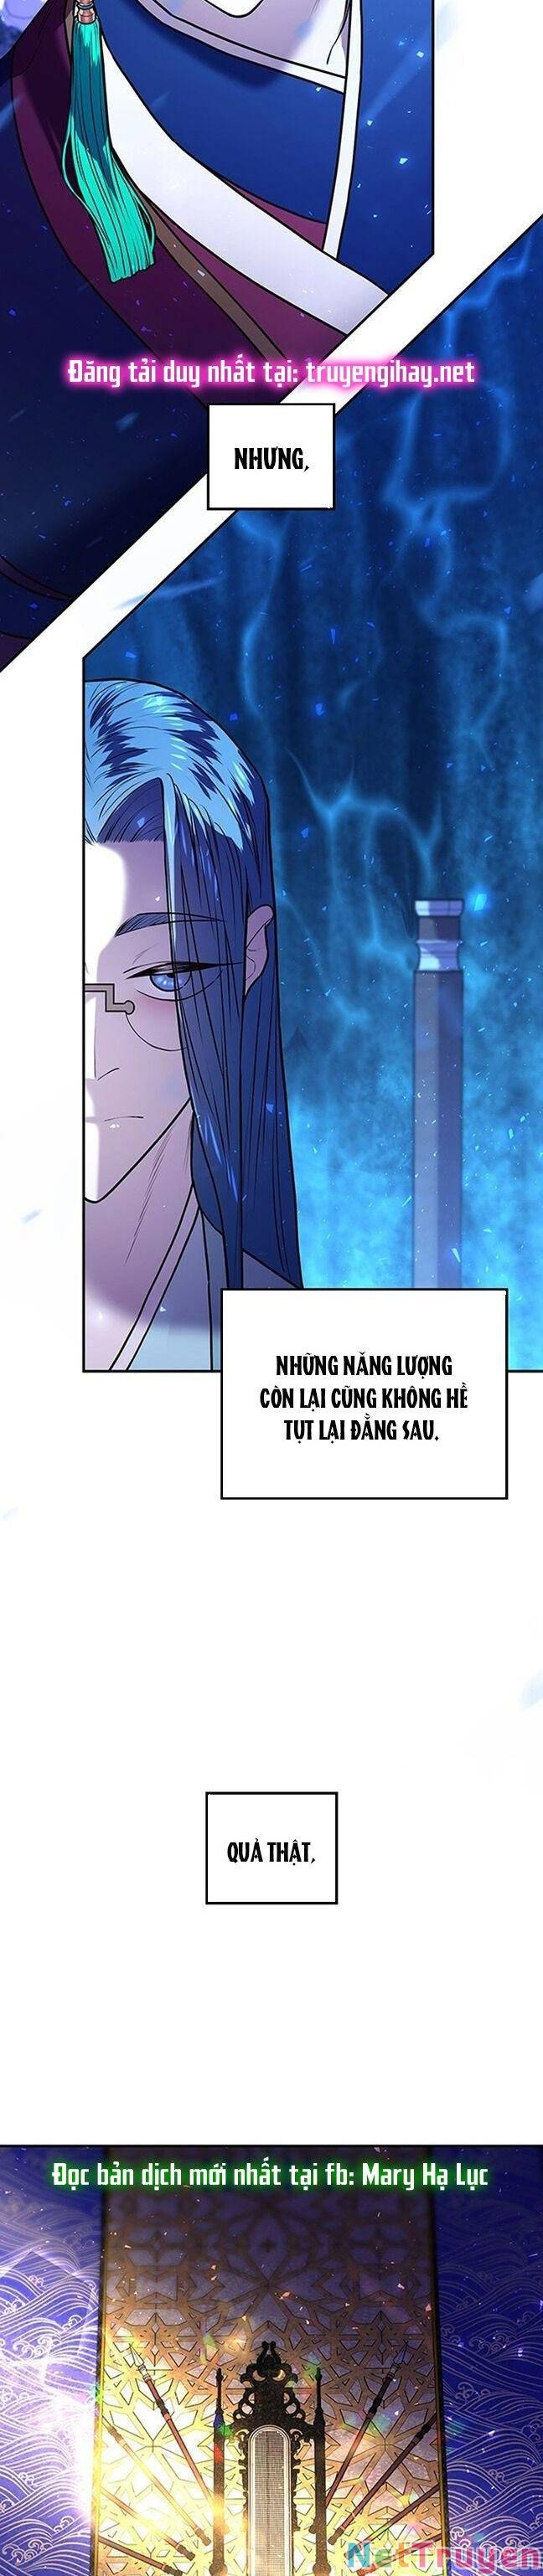 Đăng tải duy nhất tại: truyengihay.net
NHƯNG,
NHỮNG NĂNG LƯỢNG
CÒN LẠI CŨNG KHÔNG HỀ
TỤT LẠI ĐẰNG SAU.
QUẢ THẬT,
Đọc bản dịch mới nhất tại fb: Mary Hạ Lục
NetTruyen